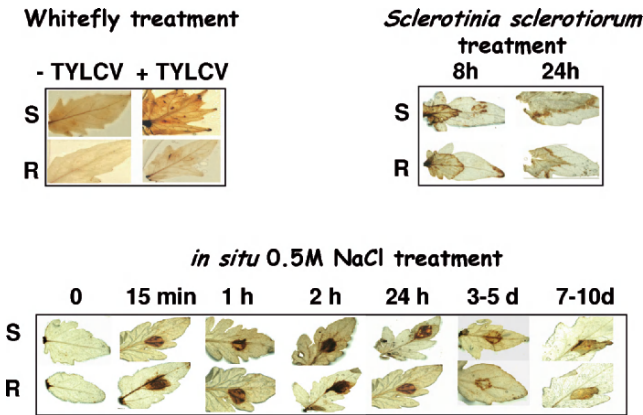 Whitefly treatment
- TYLCV + TYLCV
S
R
Sclerotinia sclerotiorum
treatment
8h 24h
S
R
in situ 0.5M NaCl treatment
0 15 min 1 h 2 h 24 h 3-5 d 7-10d
S
R